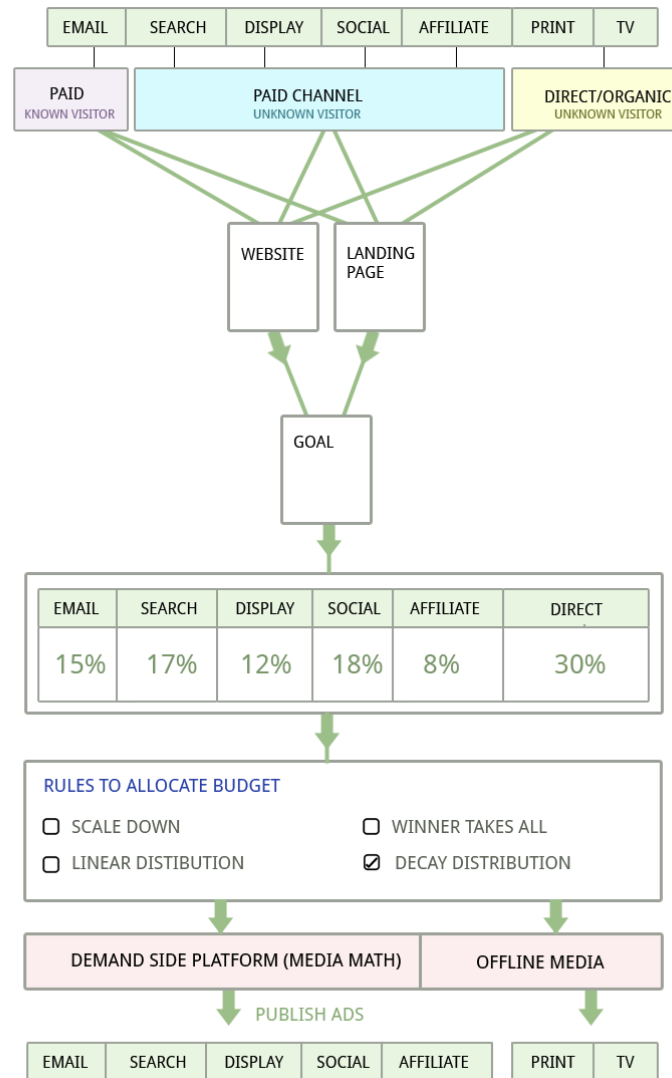 EMAIL SEARCH DISPLAY SOCIAL AFFILIATE PRINT TV
PAID PAID CHANNEL DIRECT/ORGANIC
KNOWN VISITOR UNKNOWN VISITOR UNKNOWN VISITOR
WEBSITE LANDING
PAGE
GOAL
EMAIL SEARCH DISPLAY SOCIAL AFFILIATE DIRECT
15% 17% 12% 18% 8% 30%
RULES TO ALLOCATE BUDGET
SCALE DOWN WINNER TAKES ALL
LINEAR DISTIBUTION DECAY DISTRIBUTION
DEMAND SIDE PLATFORM (MEDIA MATH) OFFLINE MEDIA
PUBLISH ADS
EMAIL SEARCH DISPLAY SOCIAL AFFILIATE PRINT TV